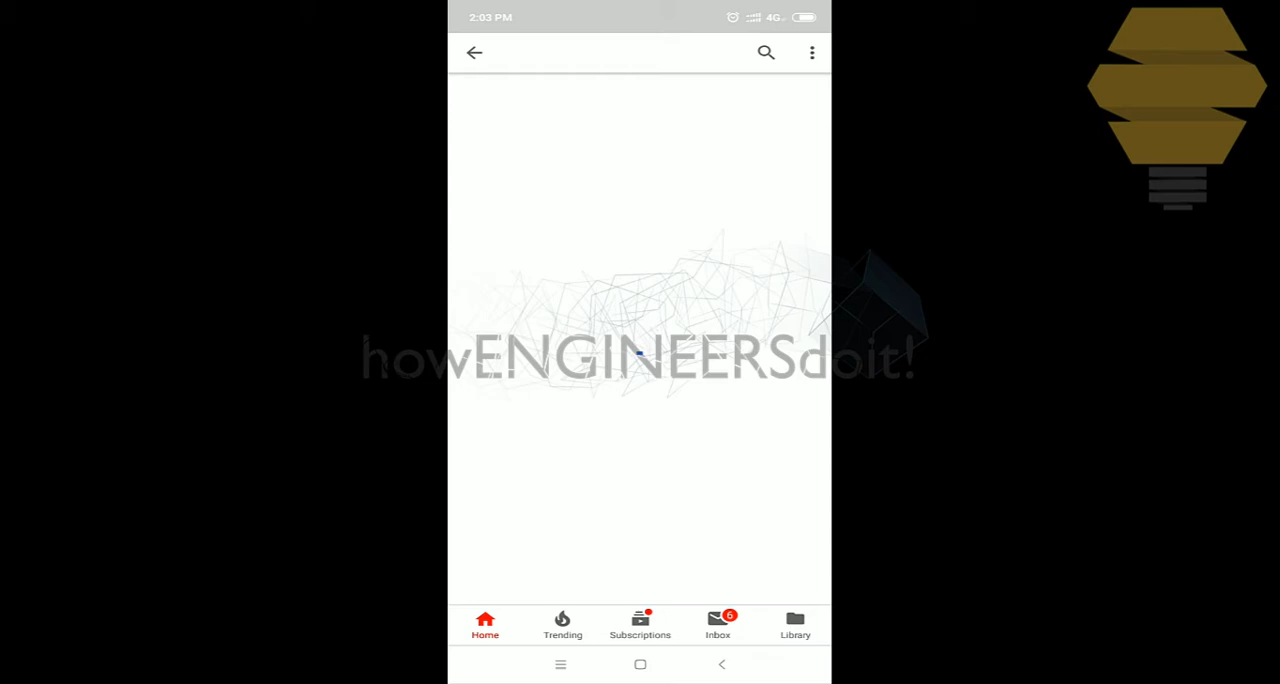 2:03 PM
4G
howENGINEERSdoit!
6
Home
Trending
Subscriptions
Inbox
Library